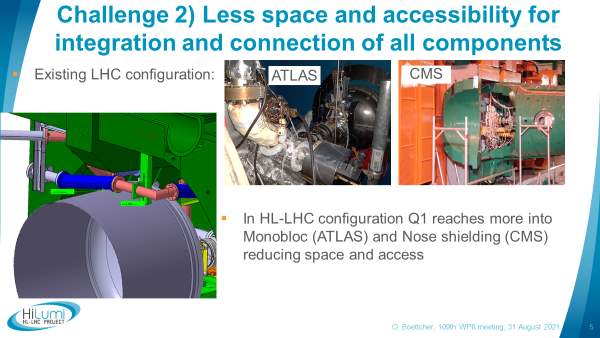 Challenge 2) Less space and accessibility for
integration and connection of all components
Existing LHC configuration:
ATLAS
CMS
In HL-LHC configuration Q1 reaches more into
Monobloc (ATLAS) and Nose shielding (CMS)
reducing space and access
HiLumi
HL-LHC PROJECT
O. Boettcher, 109th WP8 meeting, 31 August 2021
5